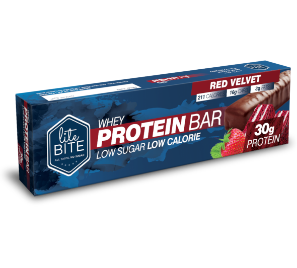 lite
BITE
WHEY
PROTEIN BAR
LOW SUGAR LOW CALORIE
RED VELVET
30g
PROTEIN